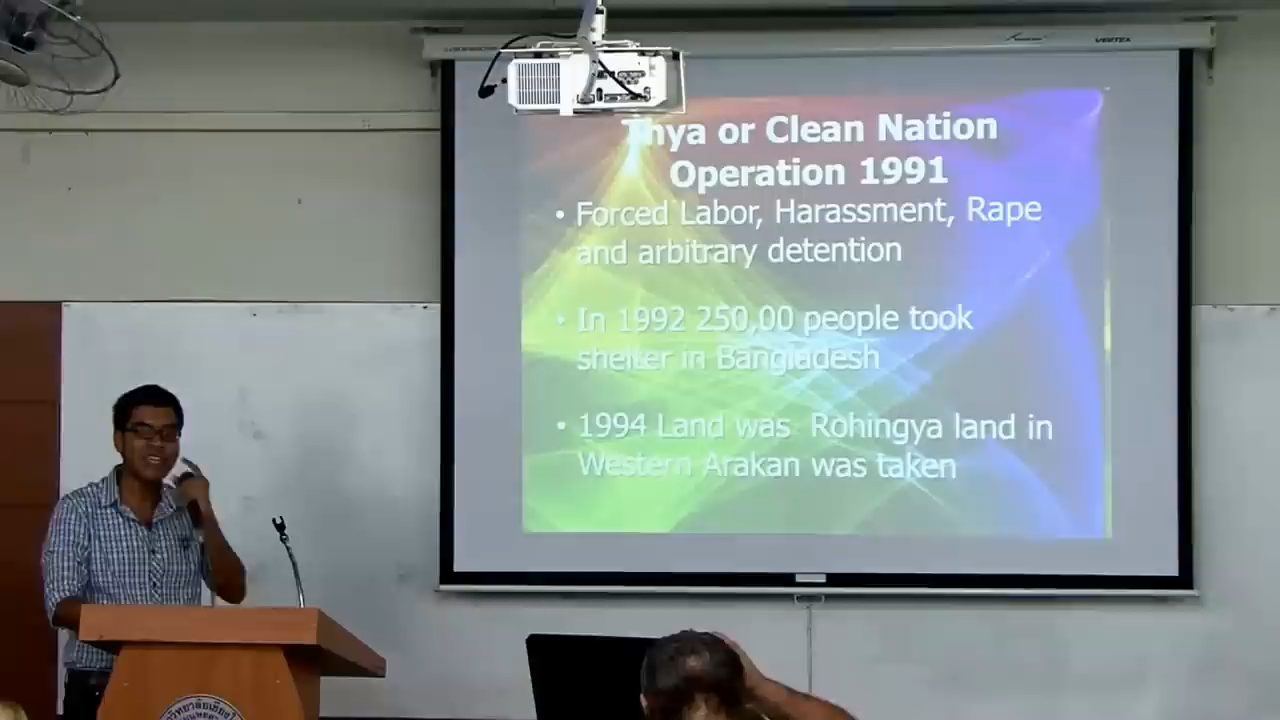 VERTEX
Thya or Clean Nation
Operation 1991
• Forced Labor, Harassment, Rape
and arbitrary detention
• In 1992 250,00 people took
shelter in Bangladesh
• 1994 Land was Rohingya land in
Western Arakan was taken